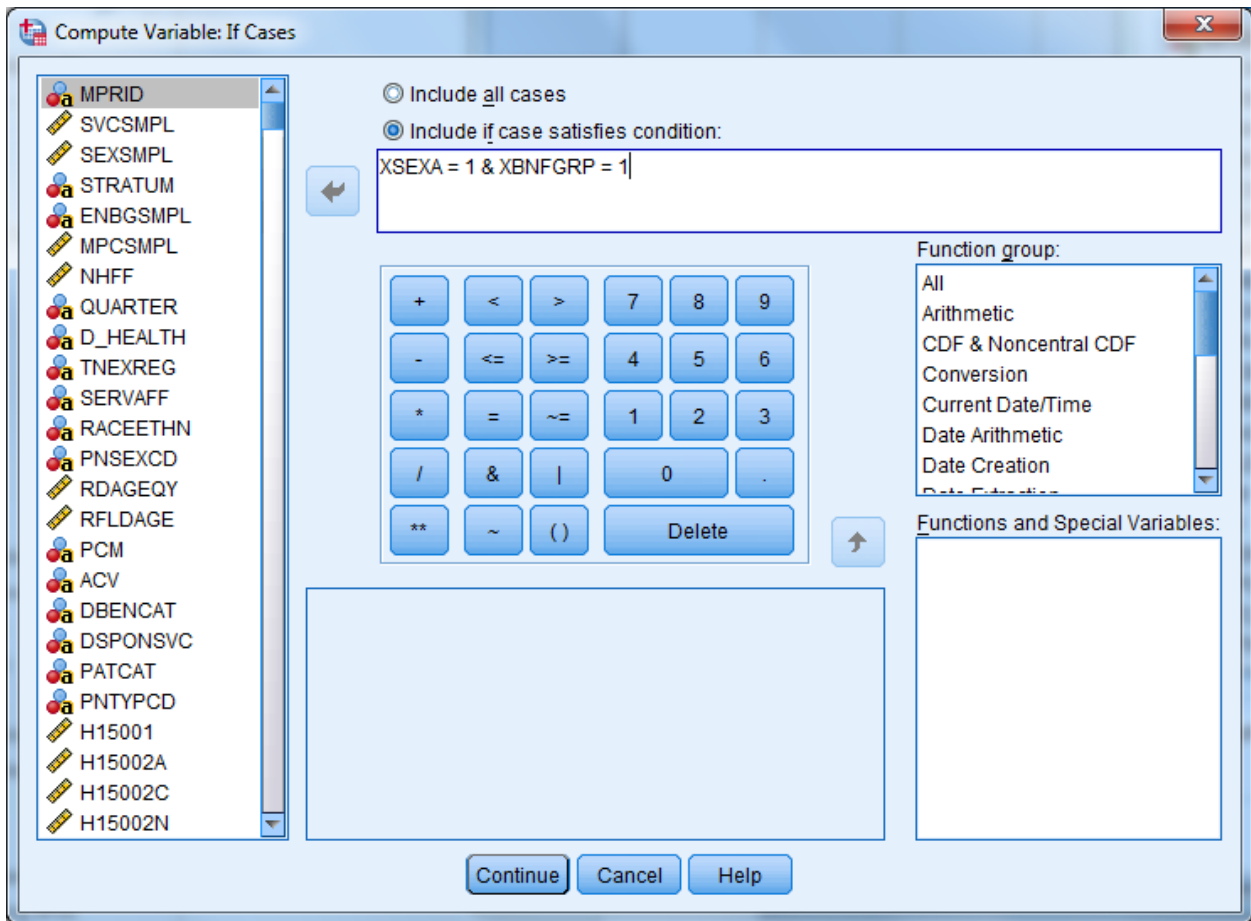 Compute Variable: If Cases
MPRID
SVCSMPL
SEXSMPL
STRATUM
ENBGSMPL
MPCSMPL
NHFF
QUARTER
D_HEALTH
TNEXREG
SERVAFF
RACEETHN
PNSEXCD
RDAGEQY
RFLDAGE
PCM
ACV
DBENCAT
DSPONSVC
PATCAT
PNTYPCD
H15001
H15002A
H15002C
H15002N
Include all cases
Include if case satisfies condition:
XSEXA = 1 & XBNFGRP = 1
+ < > 7 8 9
- <= >= 4 5 6
* = ~= 1 2 3
/ & | 0 .
** ~ ( ) Delete
Function group:
All
Arithmetic
CDF & Noncentral CDF
Conversion
Current Date/Time
Date Arithmetic
Date Creation
Date Extraction
Functions and Special Variables:
Continue Cancel Help